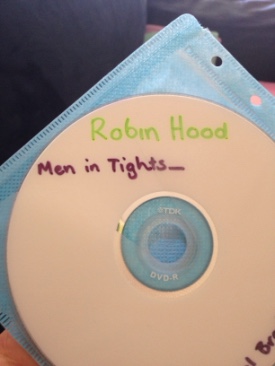 Robin Hood
Men in Tights_
TDK
DVD-R